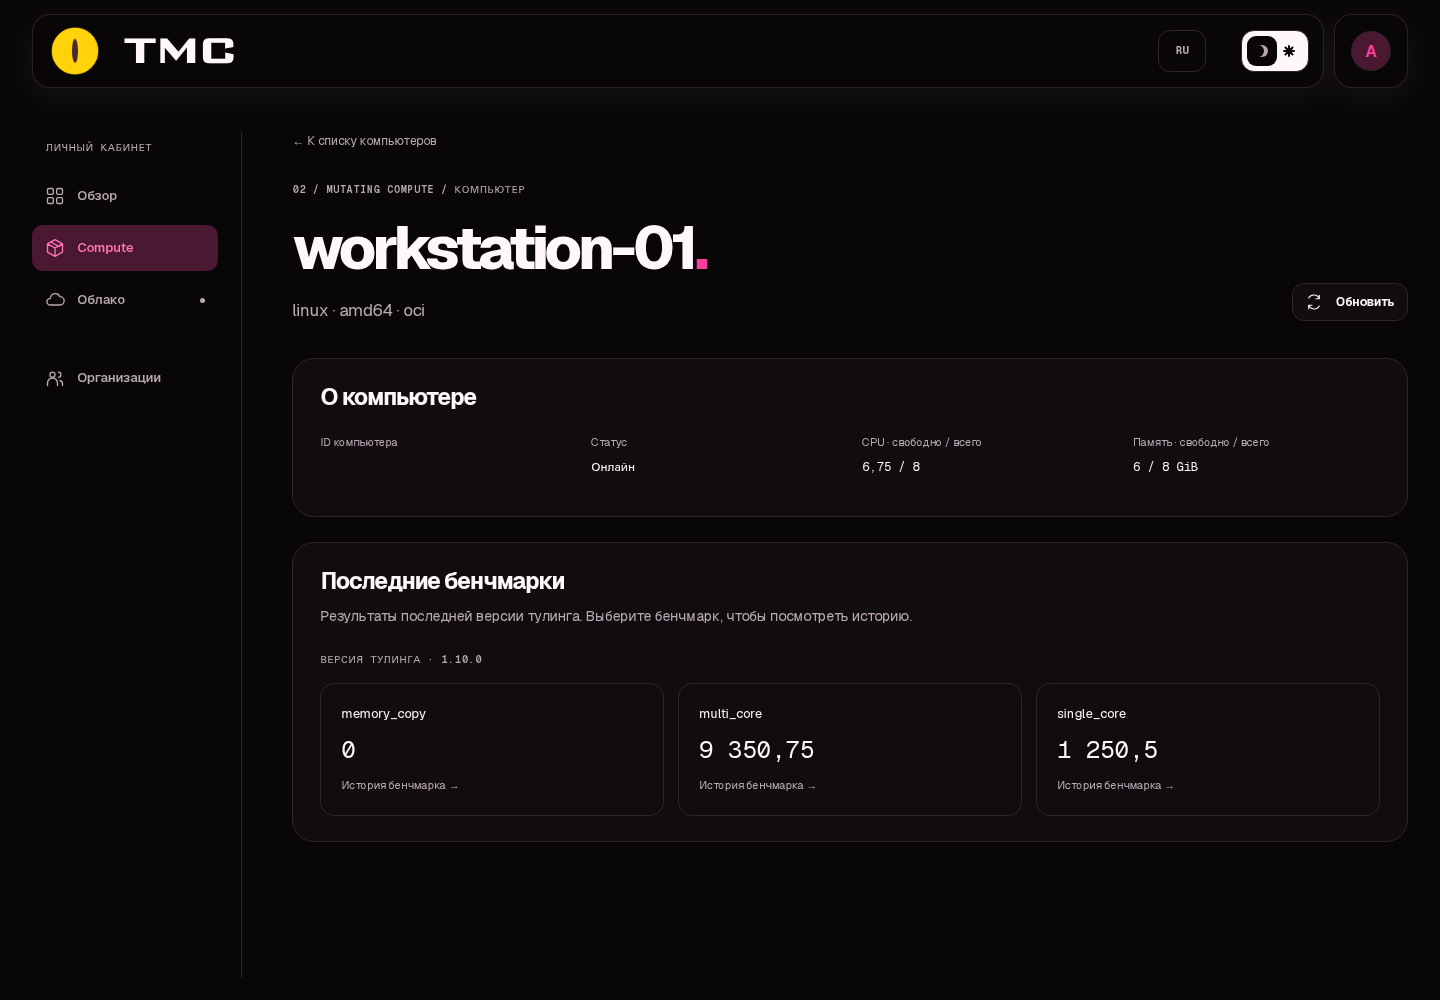 TMC
RU
A
ЛИЧНЫЙ КАБИНЕТ
Обзор
Compute
Облако
Организации
← К списку компьютеров
02 / MUTATING COMPUTE / КОМПЬЮТЕР
workstation-01.
linux · amd64 · oci
Обновить
О компьютере
ID компьютера
Статус
Онлайн
CPU · свободно / всего
6,75 / 8
Память · свободно / всего
6 / 8 GiB
Последние бенчмарки
Результаты последней версии тулинга. Выберите бенчмарк, чтобы посмотреть историю.
ВЕРСИЯ ТУЛИНГА · 1.10.0
memory_copy
0
История бенчмарка →
multi_core
9 350,75
История бенчмарка →
single_core
1 250,5
История бенчмарка →